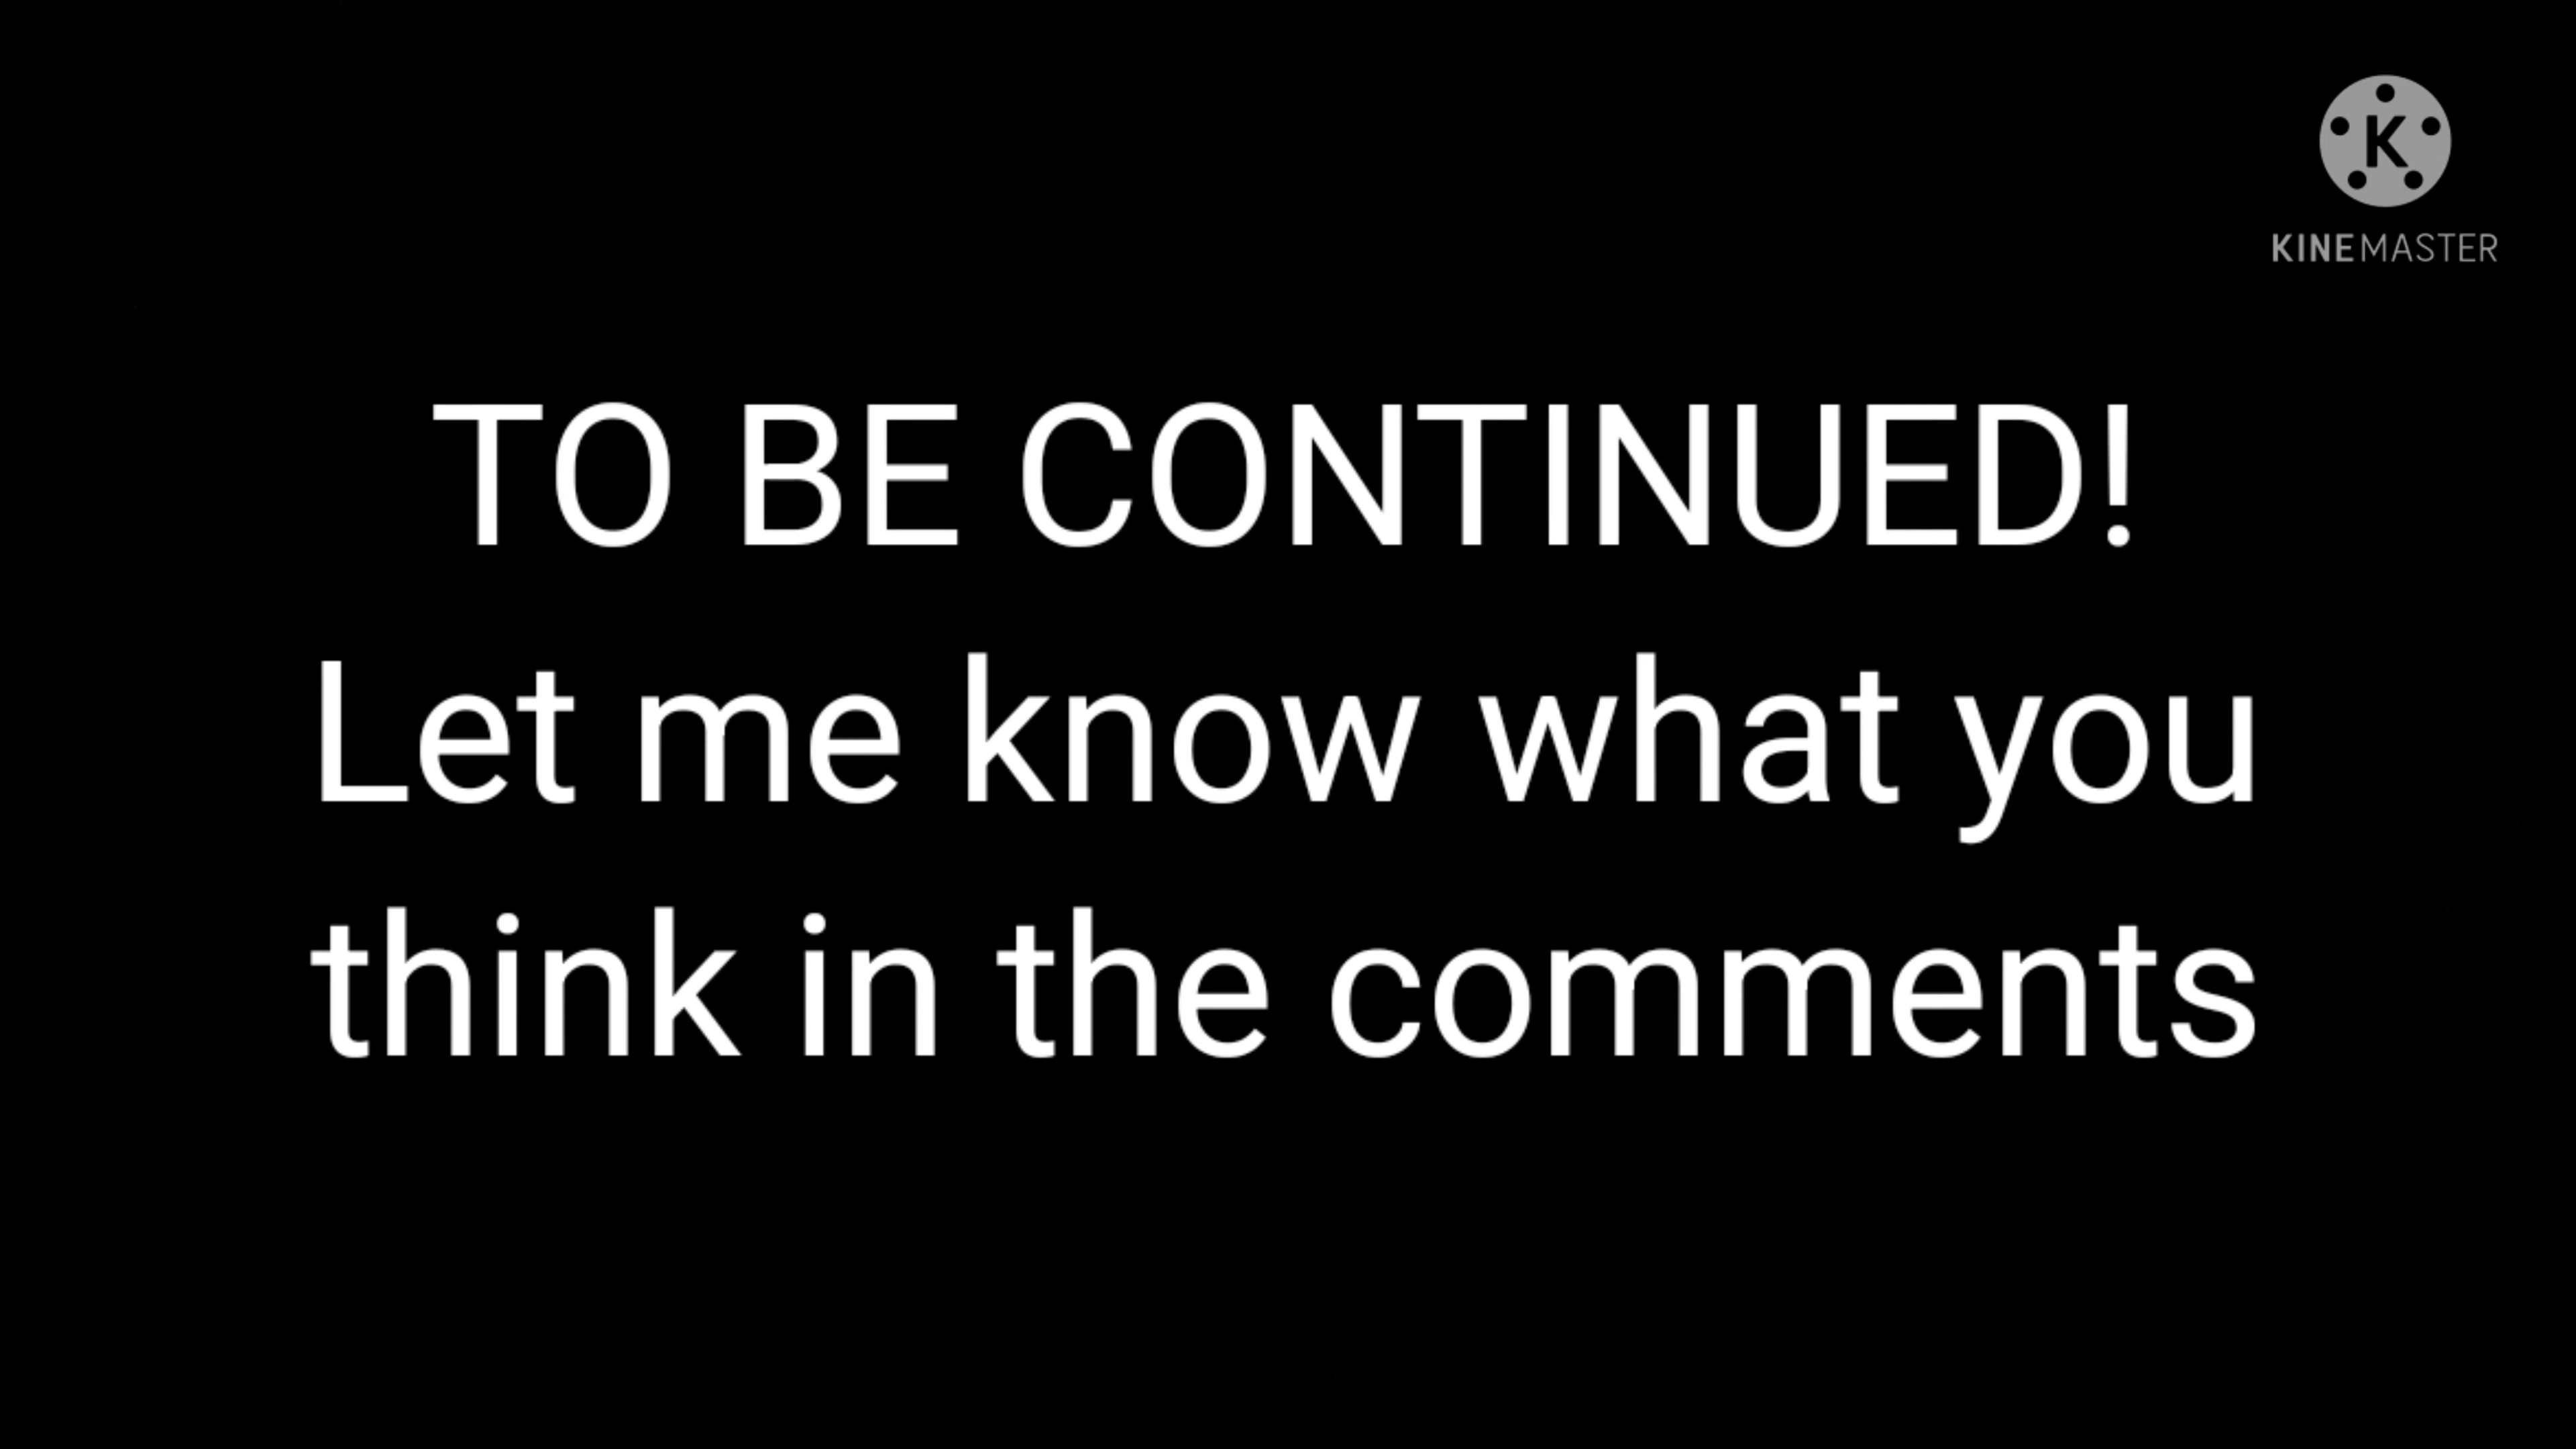 K
KINEMASTER
TO BE CONTINUED!
Let me know what you
think in the comments